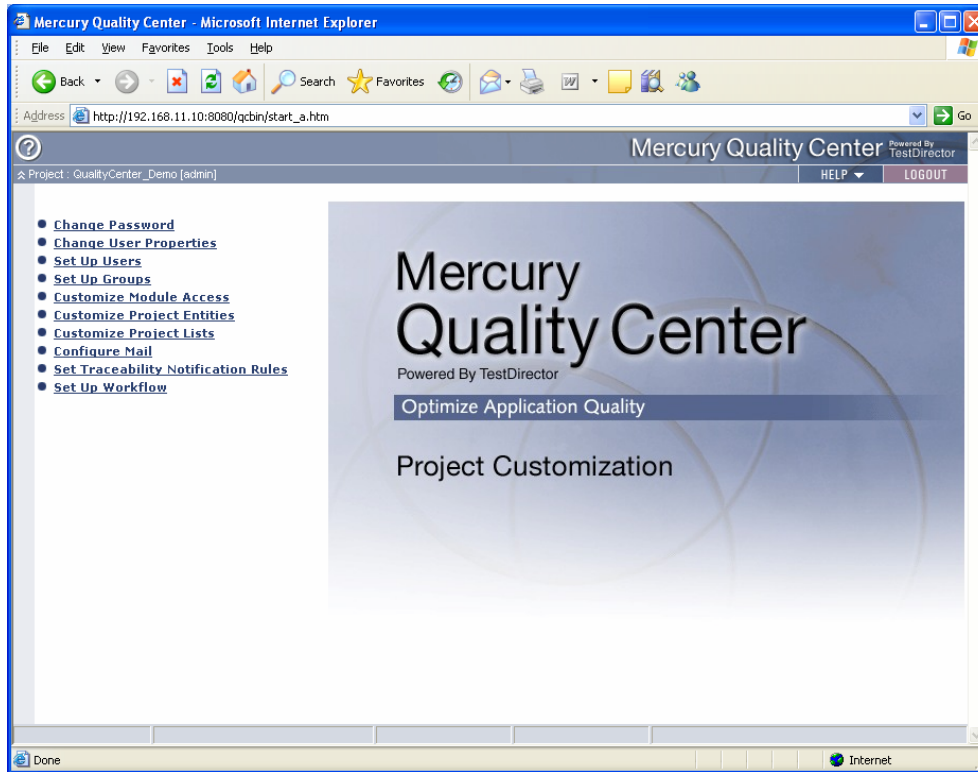 Mercury Quality Center - Microsoft Internet Explorer
File Edit View Favorites Tools Help
Back Search Favorites W
Address http://192.168.11.10:8080/qcbin/start_a.htm Go
Mercury Quality Center Powered By TestDirector
Project : QualityCenter_Demo [admin] HELP LOGOUT
Change Password
Change User Properties
Set Up Users
Set Up Groups
Customize Module Access
Customize Project Entities
Customize Project Lists
Configure Mail
Set Traceability Notification Rules
Set Up Workflow
Mercury
Quality Center
Powered By TestDirector
Optimize Application Quality
Project Customization
Done Internet